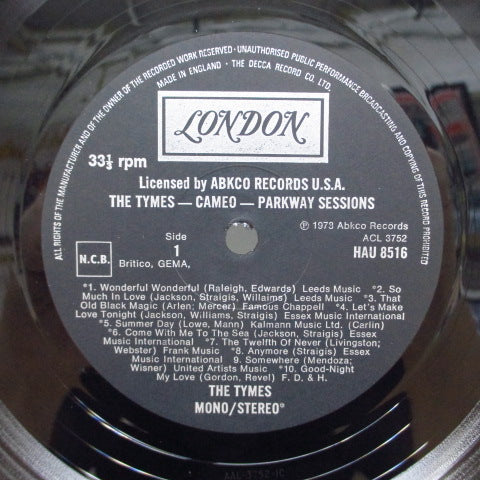 ALL RIGHTS OF THE MANUFACTURER AND OF THE OWNER OF THE RECORDED WORK RESERVED · UNAUTHORISED PUBLIC PERFORMANCE BROADCASTING AND COPYING OF THIS RECORD PROHIBITED
MADE IN ENGLAND · THE DECCA RECORD CO. LTD.
LONDON
33⅓ rpm
Licensed by ABKCO RECORDS U.S.A.
THE TYMES — CAMEO — PARKWAY SESSIONS
Side
1
℗ 1973 Abkco Records
ACL 3752
HAU 8516
N.C.B.
Britico, GEMA,
*1. Wonderful Wonderful (Raleigh, Edwards) Leeds Music *2. So
Much in Love (Jackson, Straigis, Willaims) Leeds Music *3. That
Old Black Magic (Arlen; Mercer) Famous Chappell *4. Let's Make
Love Tonight (Jackson, Williams, Straigis) Essex Music International
*5. Summer Day (Lowe, Mann) Kalmann Music Ltd. (Carlin)
*6. Come With Me To The Sea (Jackson, Straigis) Essex
Music International *7. The Twelfth Of Never (Livingston;
Webster) Frank Music *8. Anymore (Straigis) Essex
Music International 9. Somewhere (Mendoza;
Wisner) United Artists Music *10. Good-Night
My Love (Gordon, Revel) F. D. & H.
THE TYMES
MONO/STEREO*